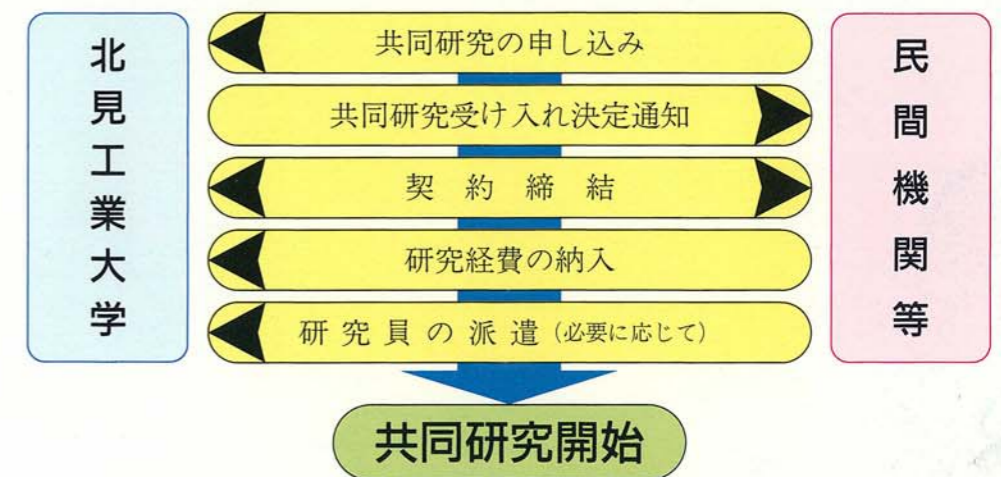 北見工業大学
共同研究の申し込み
共同研究受け入れ決定通知
契約締結
研究経費の納入
研究員の派遣(必要に応じて)
民間機関等
共同研究開始